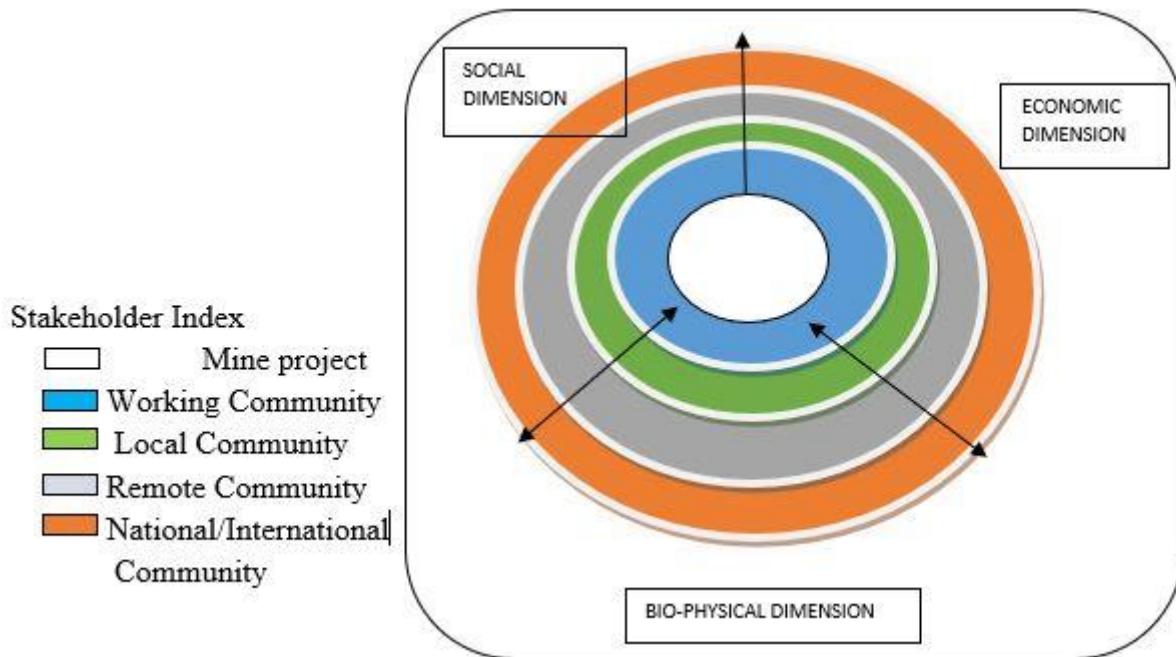 SOCIAL
DIMENSION
ECONOMIC
DIMENSION
Stakeholder Index
Mine project
Working Community
Local Community
Remote Community
National/International
Community
BIO-PHYSICAL DIMENSION